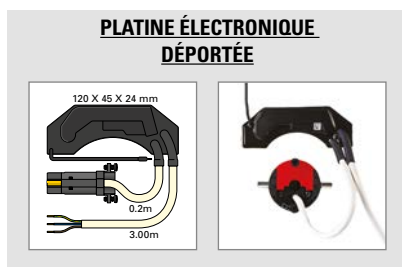 PLATINE ÉLECTRONIQUE
DÉPORTÉE
120 X 45 X 24 mm
0.2m
3.00m